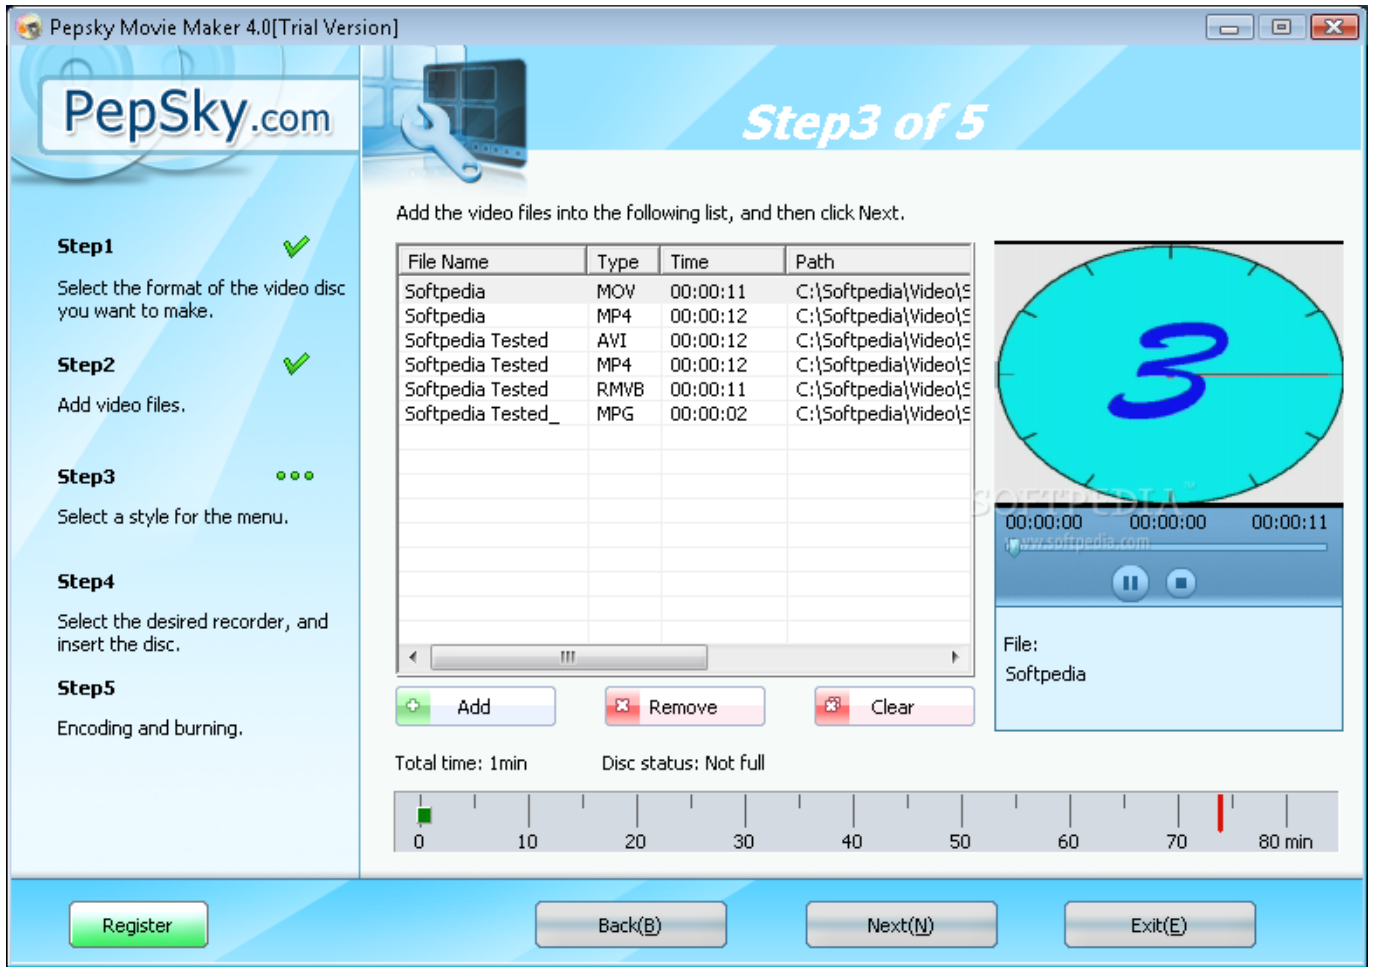 Pepsky Movie Maker 4.0[Trial Version]
PepSky.com
Step3 of 5
Step1
Select the format of the video disc
you want to make.
Step2
Add video files.
Step3
Select a style for the menu.
Step4
Select the desired recorder, and
insert the disc.
Step5
Encoding and burning.
Add the video files into the following list, and then click Next.
File Name Type Time Path
Softpedia MOV 00:00:11 C:\Softpedia\Video\S
Softpedia MP4 00:00:12 C:\Softpedia\Video\S
Softpedia Tested AVI 00:00:12 C:\Softpedia\Video\S
Softpedia Tested MP4 00:00:12 C:\Softpedia\Video\S
Softpedia Tested RMVB 00:00:11 C:\Softpedia\Video\S
Softpedia Tested_ MPG 00:00:02 C:\Softpedia\Video\S
3
SOFTPEDIA™
00:00:00 00:00:00 00:00:11
www.softpedia.com
File:
Softpedia
Add Remove Clear
Total time: 1min Disc status: Not full
0 10 20 30 40 50 60 70 80 min
Register Back(B) Next(N) Exit(E)